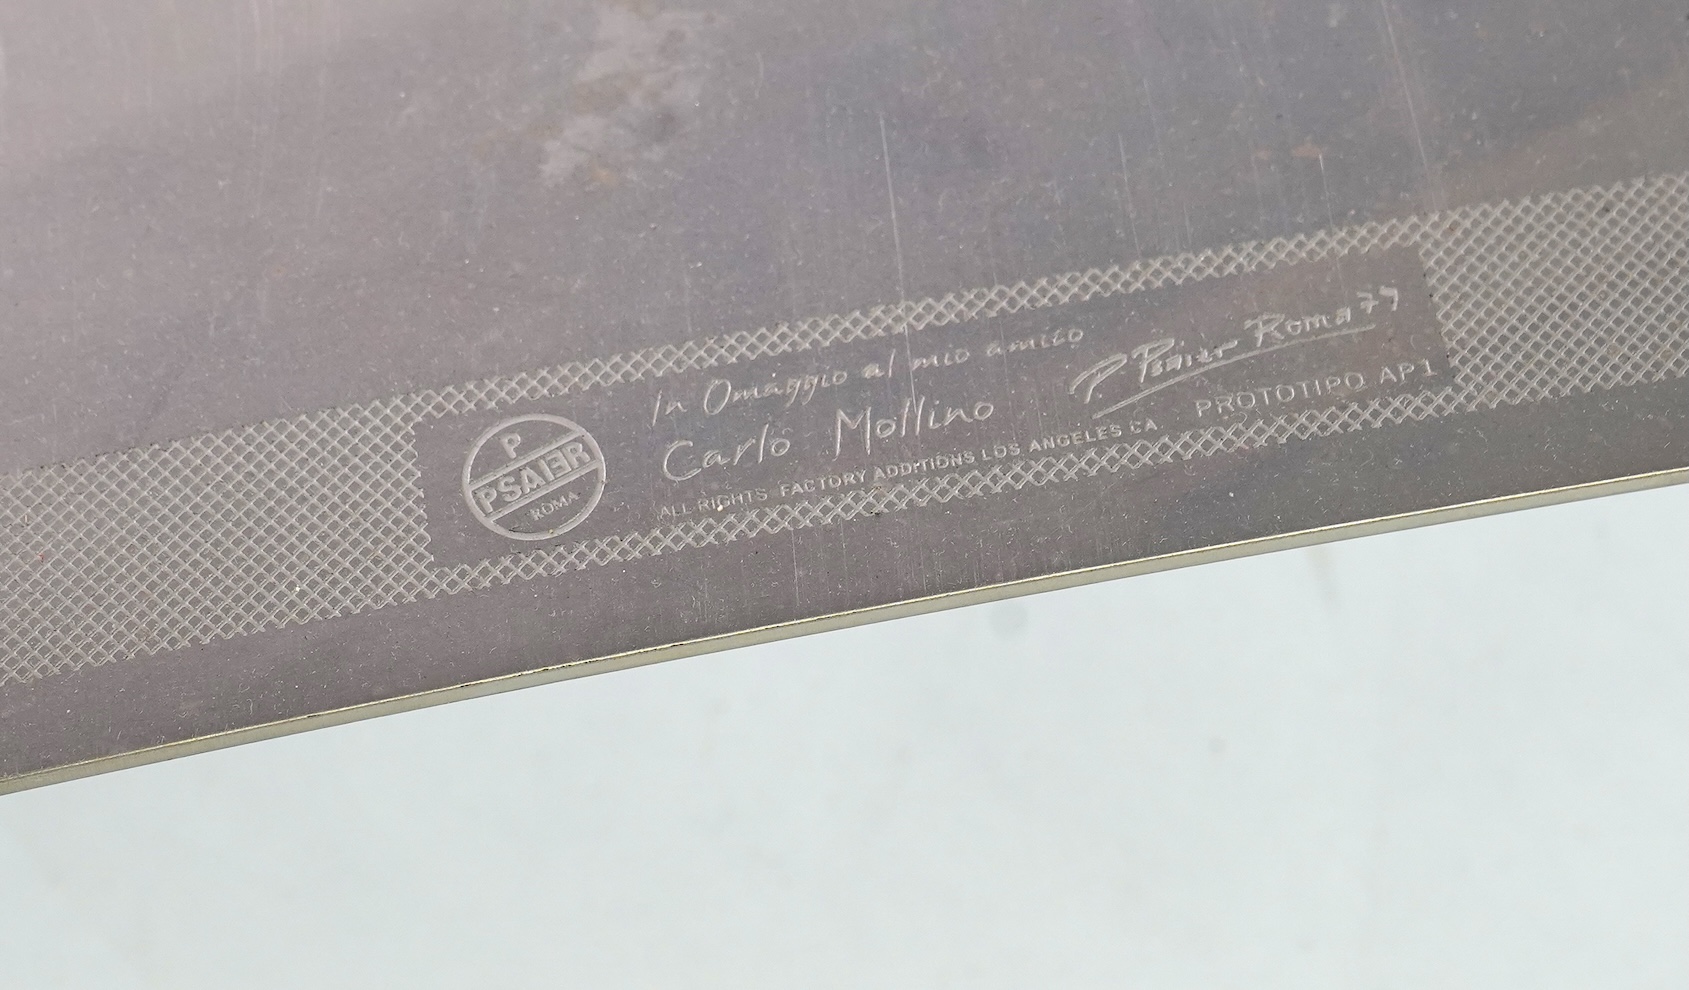 P
PSAIER
ROMA
In Omaggio al mio amico
Carlo Mollino
P. Psaier Roma 79
ALL RIGHTS FACTORY ADDITIONS LOS ANGELES CA
PROTOTIPO AP1